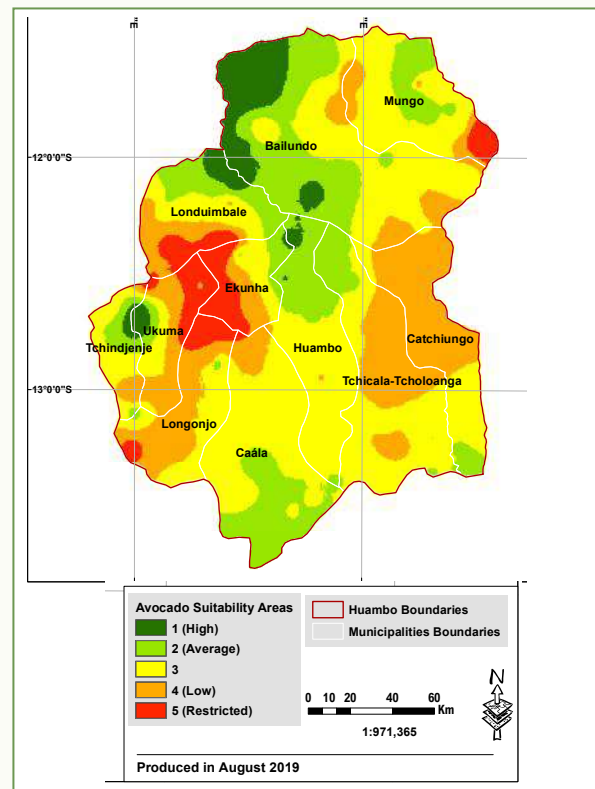 E
E
Mungo
Bailundo
12°0'0"S
Londuimbale
Ekunha
Ukuma
Huambo
Catchiungo
Tchindjenje
Tchicala-Tcholoanga
13°0'0"S
Longonjo
Caála
Avocado Suitability Areas
1 (High)
2 (Average)
3
4 (Low)
5 (Restricted)
Huambo Boundaries
Municipalities Boundaries
N
0 10 20 40 60
Km
1:971,365
Produced in August 2019